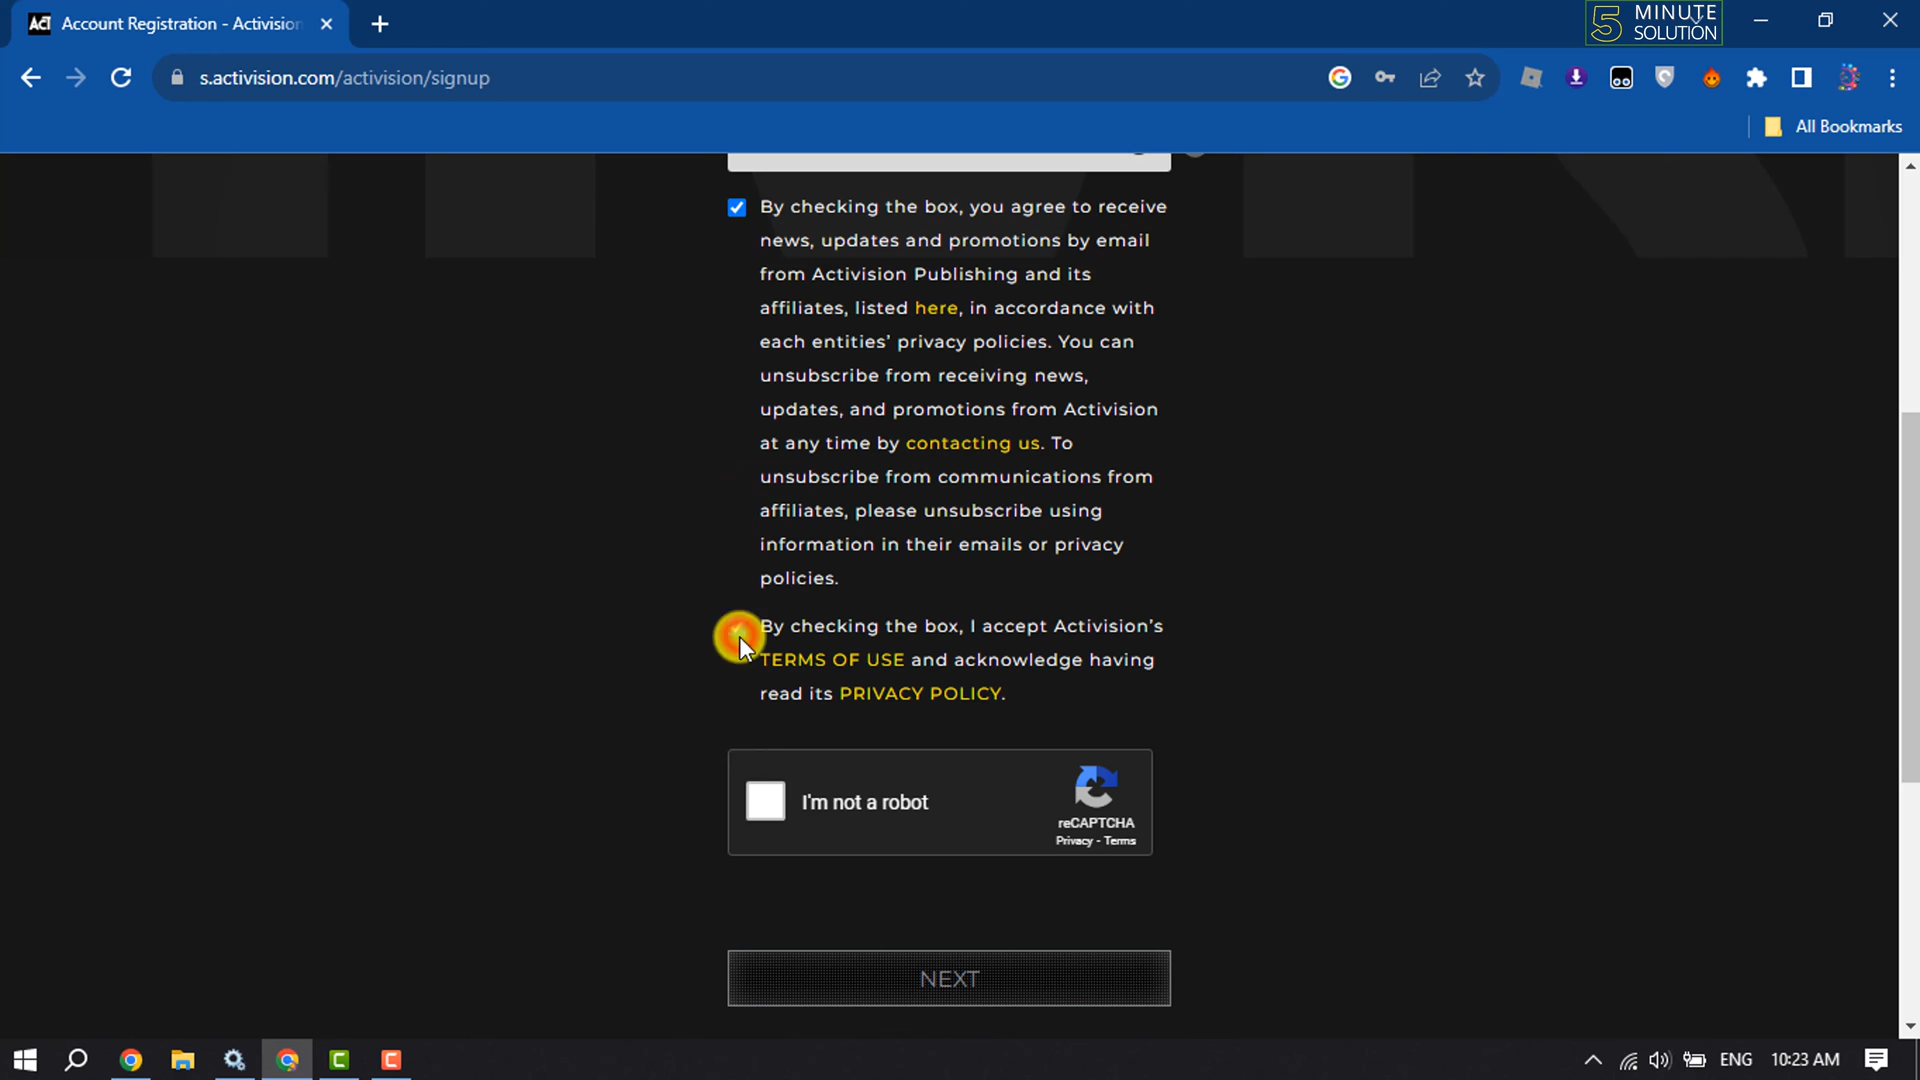 ACT Account Registration - Activision
5 MINUTE SOLUTION
s.activision.com/activision/signup
All Bookmarks
By checking the box, you agree to receive
news, updates and promotions by email
from Activision Publishing and its
affiliates, listed here, in accordance with
each entities’ privacy policies. You can
unsubscribe from receiving news,
updates, and promotions from Activision
at any time by contacting us. To
unsubscribe from communications from
affiliates, please unsubscribe using
information in their emails or privacy
policies.
By checking the box, I accept Activision’s
TERMS OF USE and acknowledge having
read its PRIVACY POLICY.
I'm not a robot
reCAPTCHA
Privacy - Terms
NEXT
ENG
10:23 AM